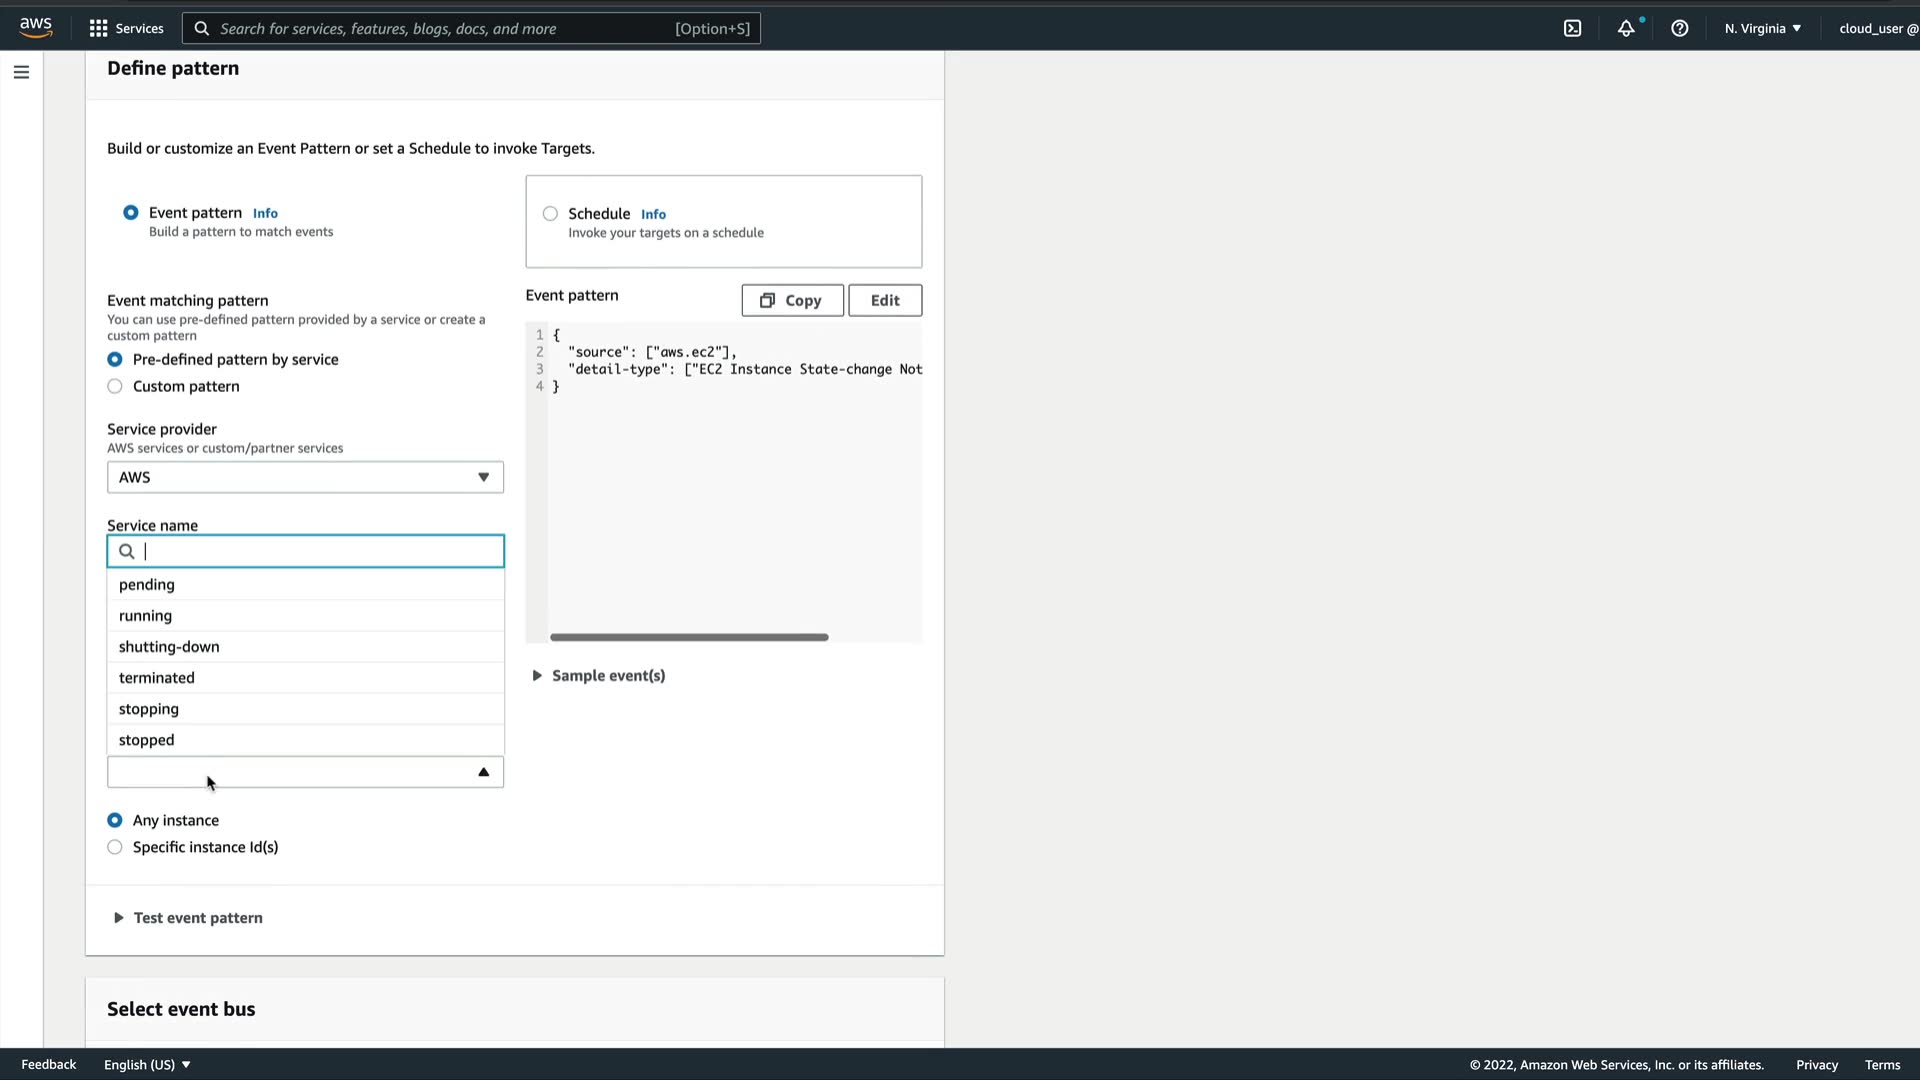 aws
Services
Search for services, features, blogs, docs, and more
[Option+S]
N. Virginia
cloud_user @
Define pattern
Build or customize an Event Pattern or set a Schedule to invoke Targets.
Event pattern Info
Build a pattern to match events
Schedule Info
Invoke your targets on a schedule
Event matching pattern
You can use pre-defined pattern provided by a service or create a
custom pattern
Pre-defined pattern by service
Custom pattern
Service provider
AWS services or custom/partner services
AWS
Service name
pending
running
shutting-down
terminated
stopping
stopped
Any instance
Specific instance Id(s)
Event pattern
Copy
Edit
1 {
2 "source": ["aws.ec2"],
3 "detail-type": ["EC2 Instance State-change Not
4 }
Sample event(s)
Test event pattern
Select event bus
Feedback
English (US)
© 2022, Amazon Web Services, Inc. or its affiliates.
Privacy
Terms